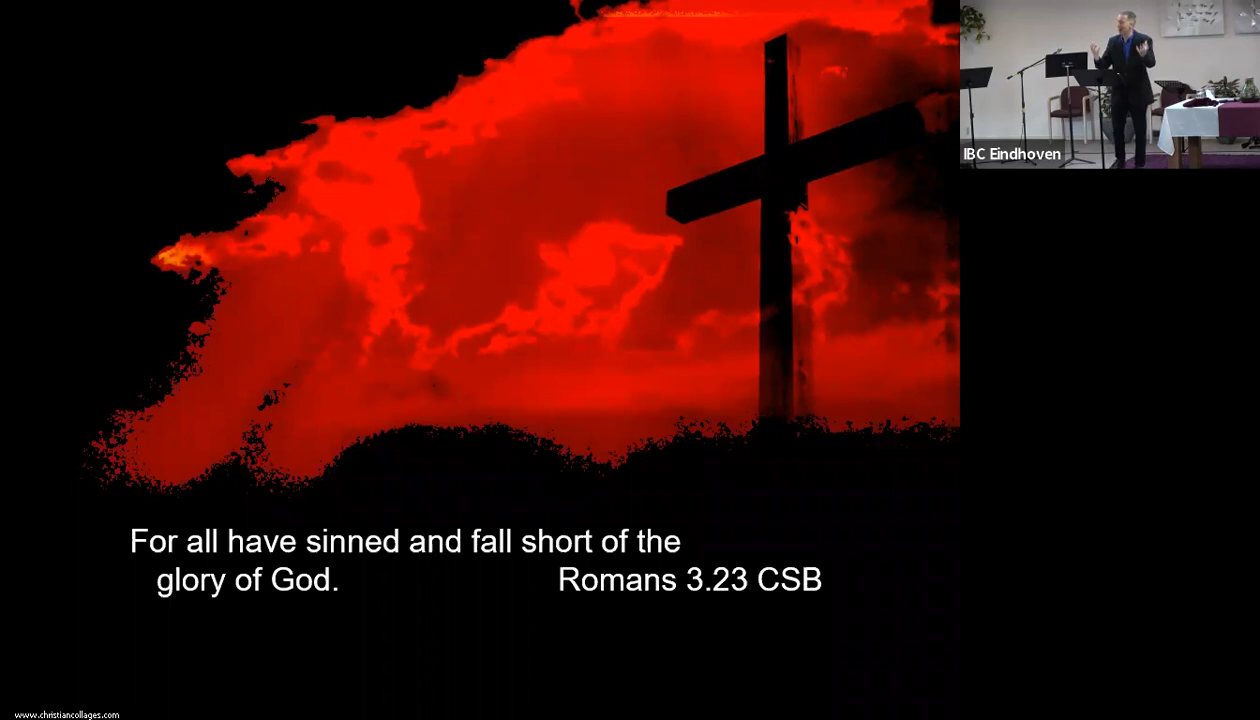 IBC Eindhoven
For all have sinned and fall short of the
glory of God. Romans 3.23 CSB
www.christiancollages.com